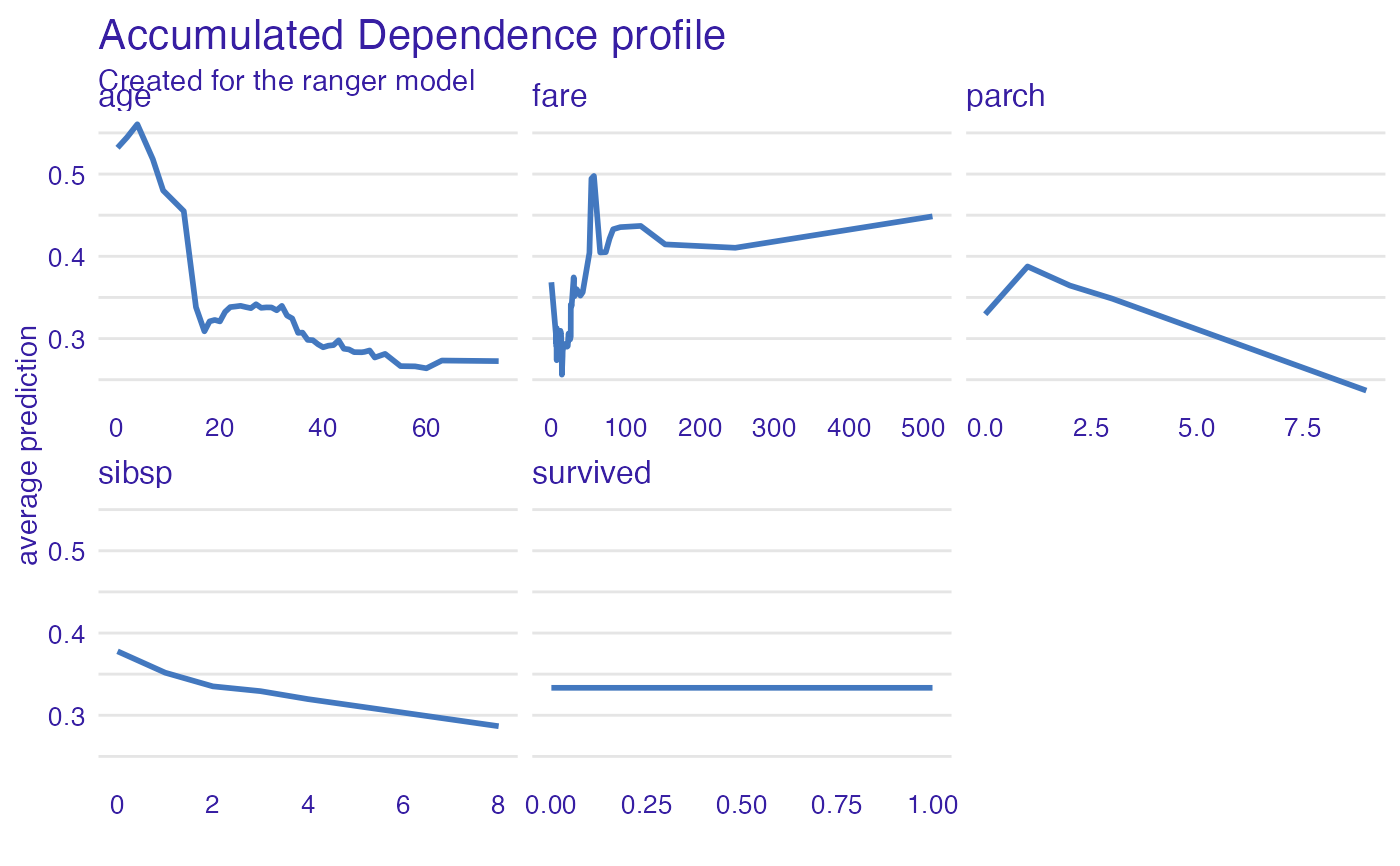 Accumulated Dependence profile
Created for the ranger model
age
fare
parch
average prediction
0.5
0.4
0.3
0 20 40 60
0 100 200 300 400 500
0.0 2.5 5.0 7.5
sibsp
survived
0.5
0.4
0.3
0 2 4 6 8
0.00 0.25 0.50 0.75 1.00